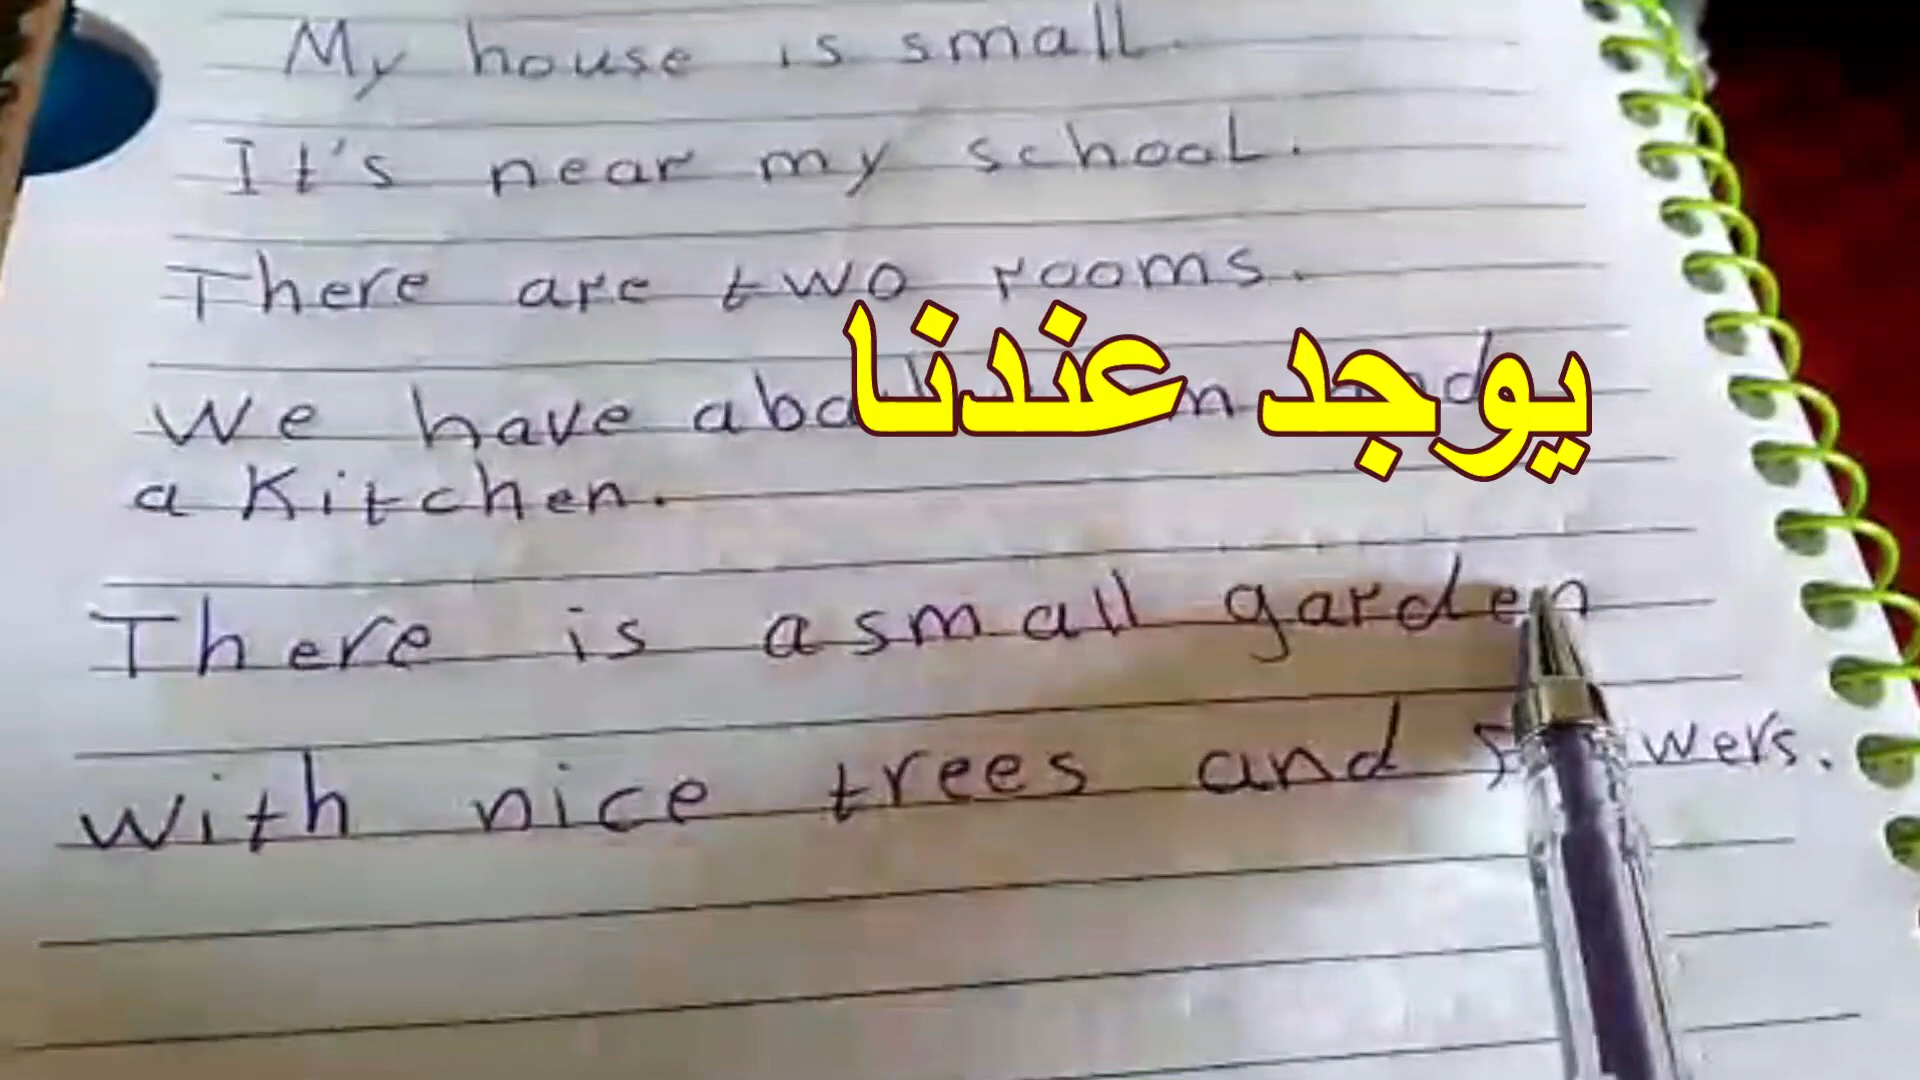 My house is small.
It's near my school.
There are two rooms.
We have
يوجد عندنا
a Kitchen.
There is asmall garden
with nice trees and